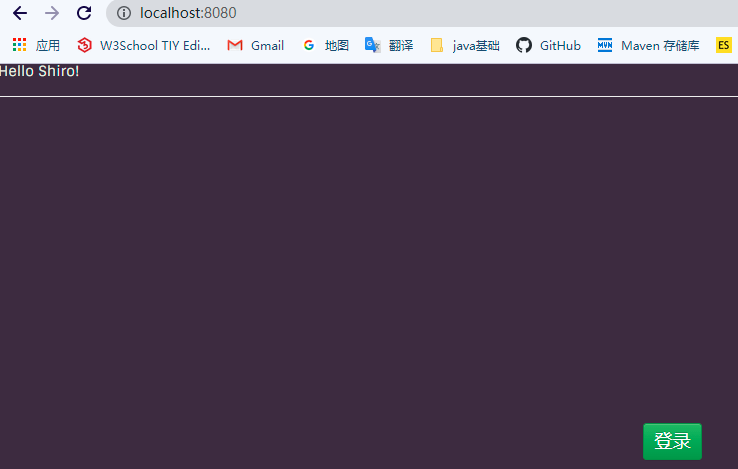 localhost:8080
应用 W3School TIY Edi... Gmail 地图 翻译 java基础 GitHub MVN Maven 存储库 ES
Hello Shiro!
登录